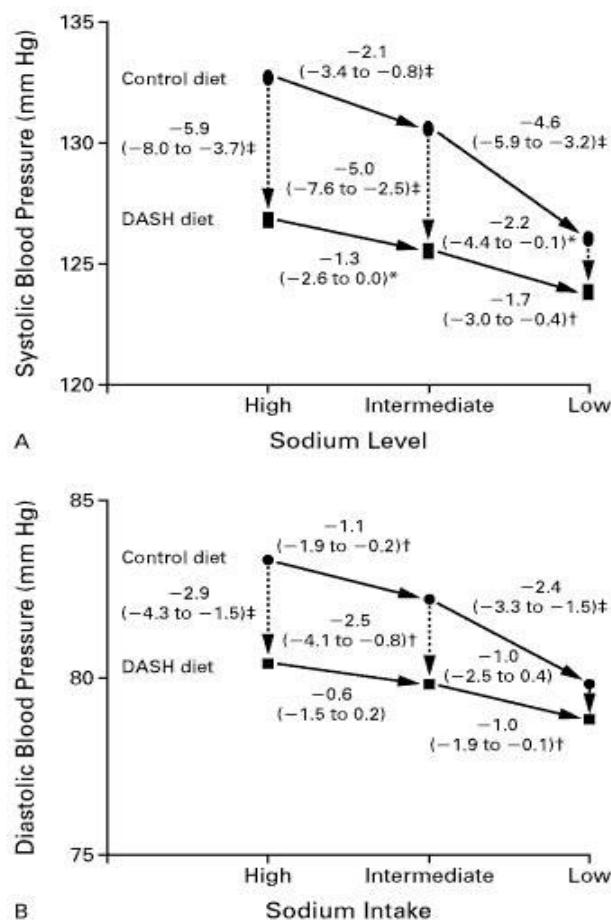 135
−2.1
(−3.4 to −0.8)‡
Control diet
−4.6
(−5.9 to −3.2)‡
−5.9
(−8.0 to −3.7)‡
130
−5.0
(−7.6 to −2.5)‡
DASH diet
−2.2
(−4.4 to −0.1)*
−1.3
(−2.6 to 0.0)*
125
−1.7
(−3.0 to −0.4)†
120
Systolic Blood Pressure (mm Hg)
High Intermediate Low
A Sodium Level
85
−1.1
(−1.9 to −0.2)†
Control diet
−2.4
(−3.3 to −1.5)‡
−2.9
(−4.3 to −1.5)‡
−2.5
(−4.1 to −0.8)†
−1.0
(−2.5 to 0.4)
80
DASH diet
−0.6
(−1.5 to 0.2)
−1.0
(−1.9 to −0.1)†
75
Diastolic Blood Pressure (mm Hg)
High Intermediate Low
B Sodium Intake